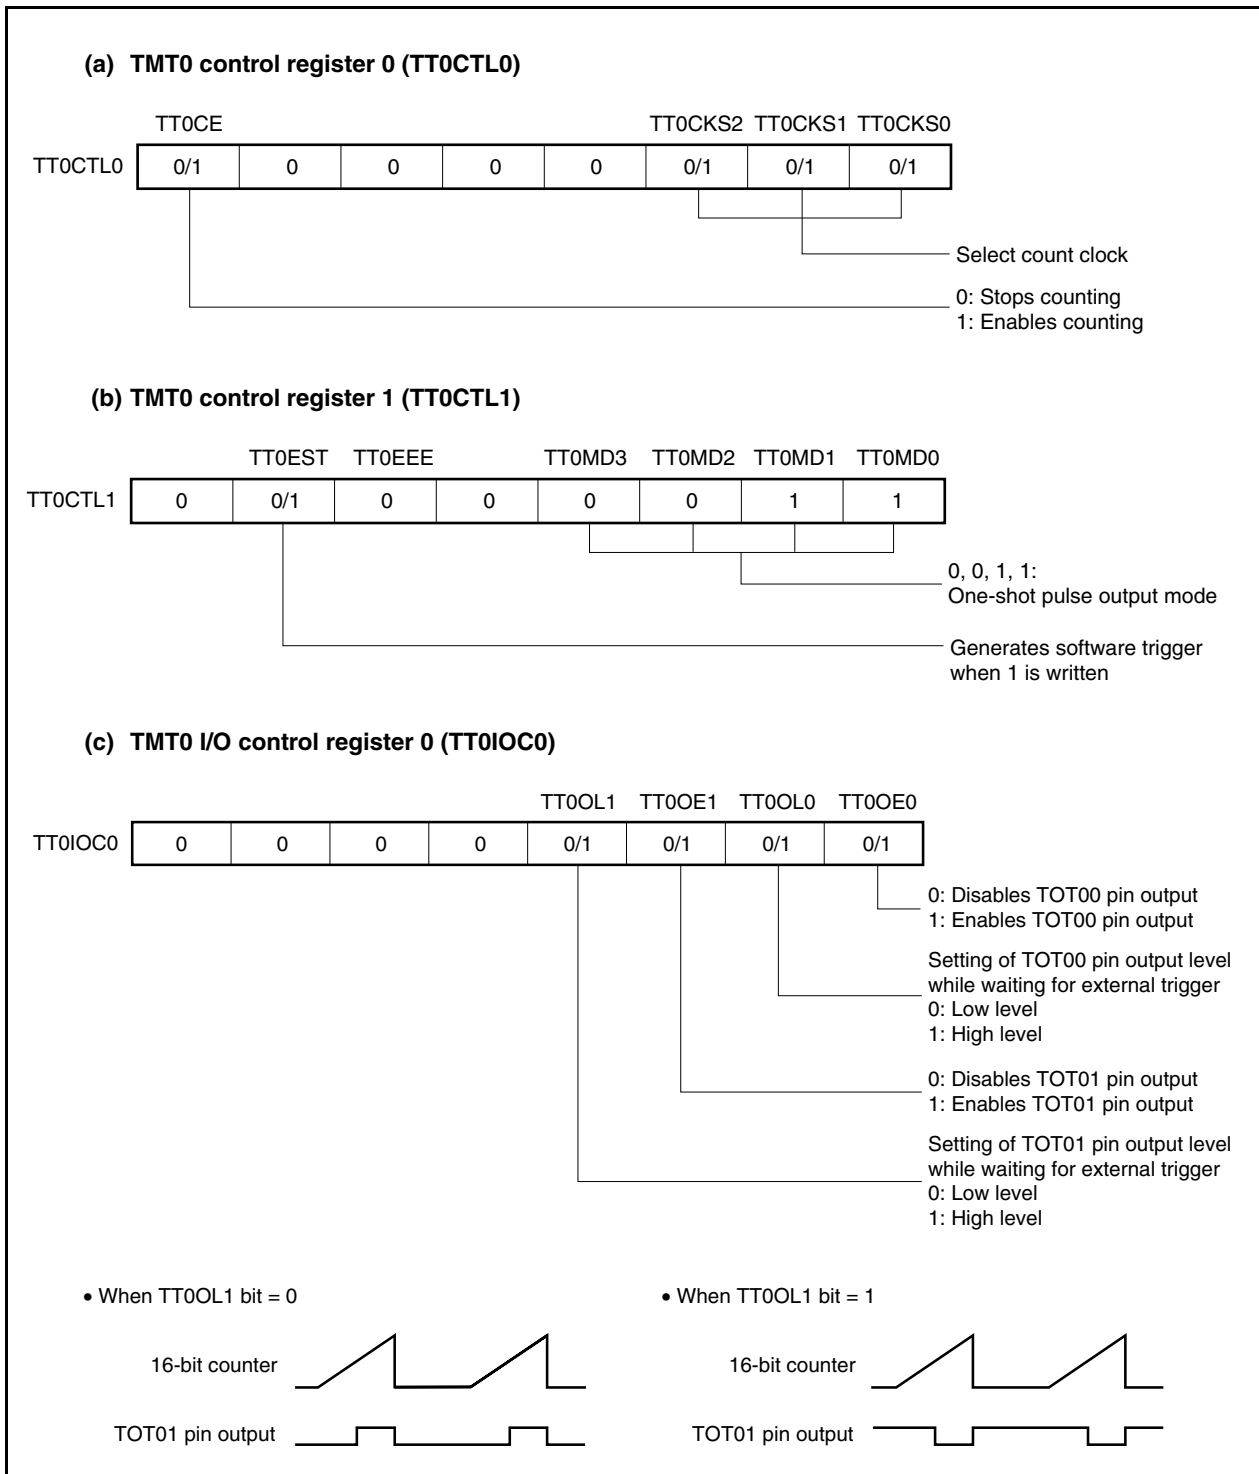 (a) TMT0 control register 0 (TT0CTL0)
TT0CE TT0CKS2 TT0CKS1 TT0CKS0
TT0CTL0 0/1 0 0 0 0 0/1 0/1 0/1
Select count clock
0: Stops counting
1: Enables counting
(b) TMT0 control register 1 (TT0CTL1)
TT0EST TT0EEE TT0MD3 TT0MD2 TT0MD1 TT0MD0
TT0CTL1 0 0/1 0 0 0 0 1 1
0, 0, 1, 1:
One-shot pulse output mode
Generates software trigger
when 1 is written
(c) TMT0 I/O control register 0 (TT0IOC0)
TT0OL1 TT0OE1 TT0OL0 TT0OE0
TT0IOC0 0 0 0 0 0/1 0/1 0/1 0/1
0: Disables TOT00 pin output
1: Enables TOT00 pin output
Setting of TOT00 pin output level
while waiting for external trigger
0: Low level
1: High level
0: Disables TOT01 pin output
1: Enables TOT01 pin output
Setting of TOT01 pin output level
while waiting for external trigger
0: Low level
1: High level
• When TT0OL1 bit = 0
16-bit counter
TOT01 pin output
• When TT0OL1 bit = 1
16-bit counter
TOT01 pin output